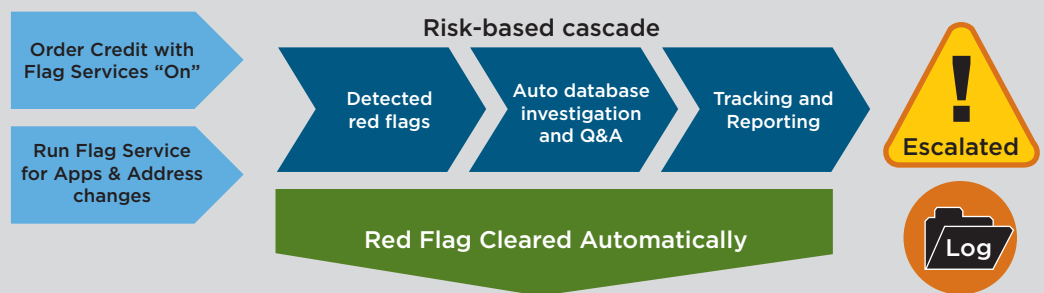 Order Credit with
Flag Services “On”
Run Flag Service
for Apps & Address
changes
Risk-based cascade
Detected
red flags
Auto database
investigation
and Q&A
Tracking and
Reporting
Red Flag Cleared Automatically
!
Escalated
Log